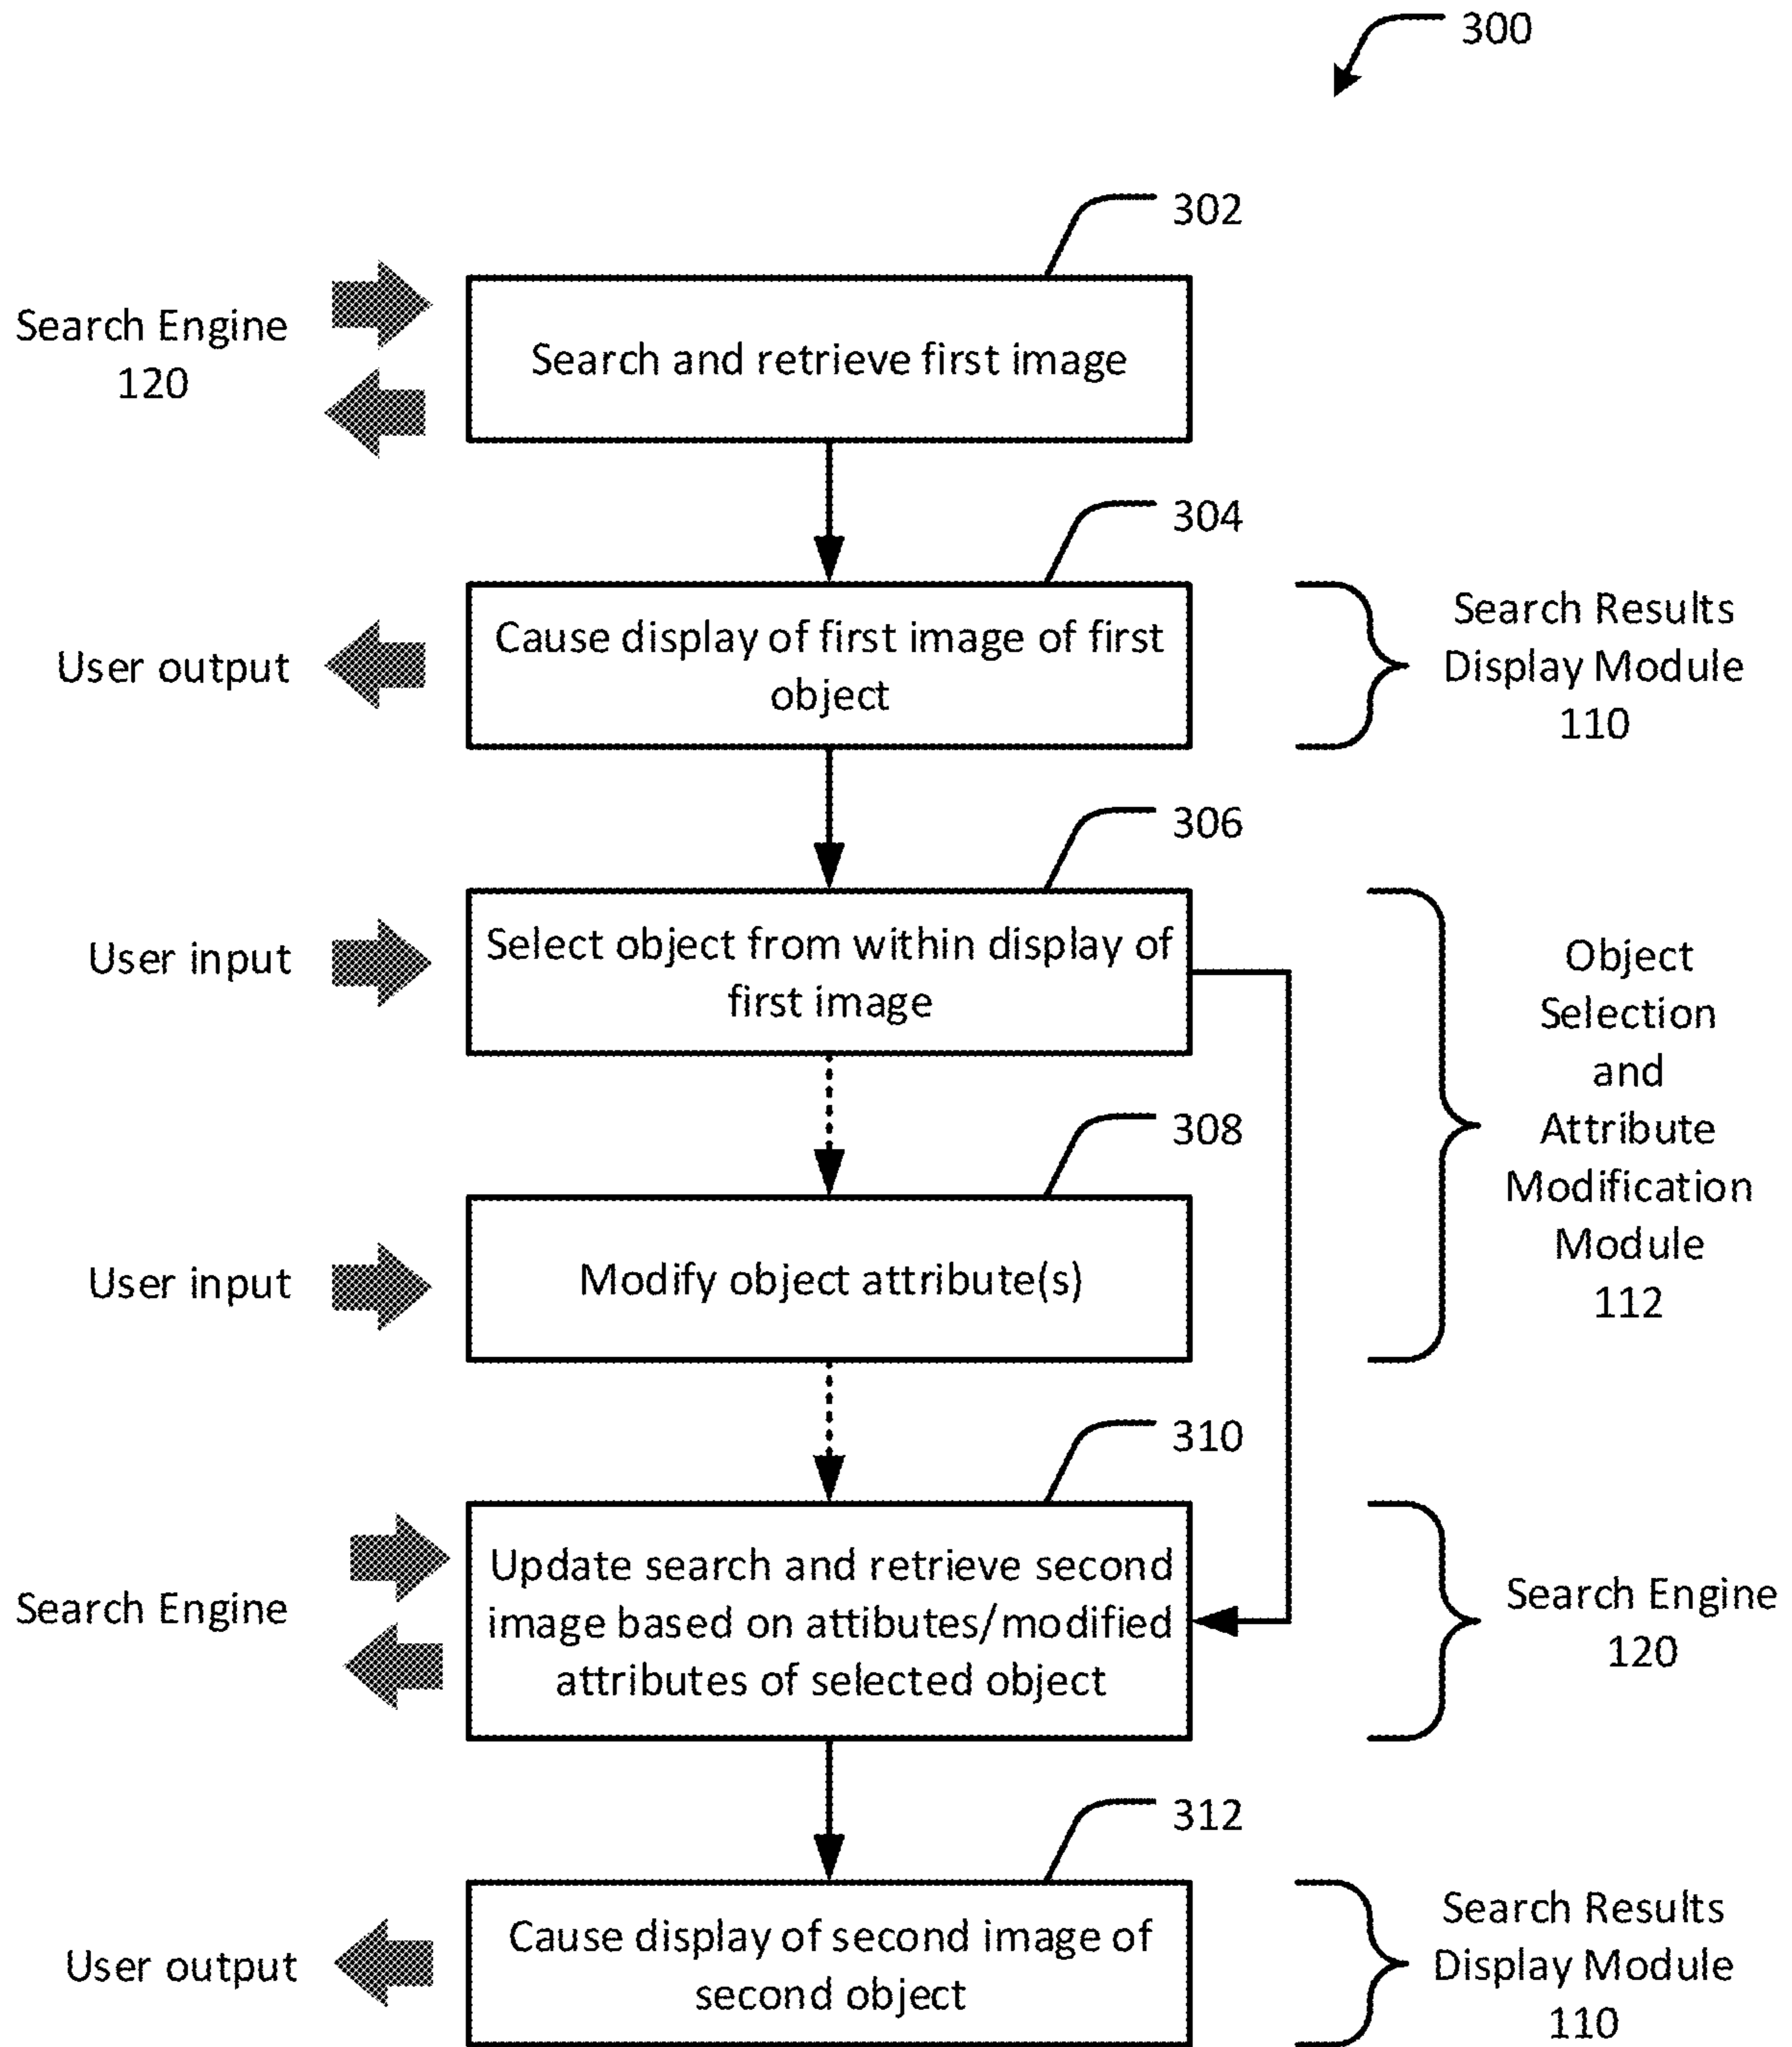 300
302
Search Engine
120
Search and retrieve first image
304
User output
Cause display of first image of first
object
Search Results
Display Module
110
306
User input
Select object from within display of
first image
Object
Selection
and
Attribute
Modification
Module
112
308
User input
Modify object attribute(s)
310
Search Engine
Update search and retrieve second
image based on attibutes/modified
attributes of selected object
Search Engine
120
312
User output
Cause display of second image of
second object
Search Results
Display Module
110